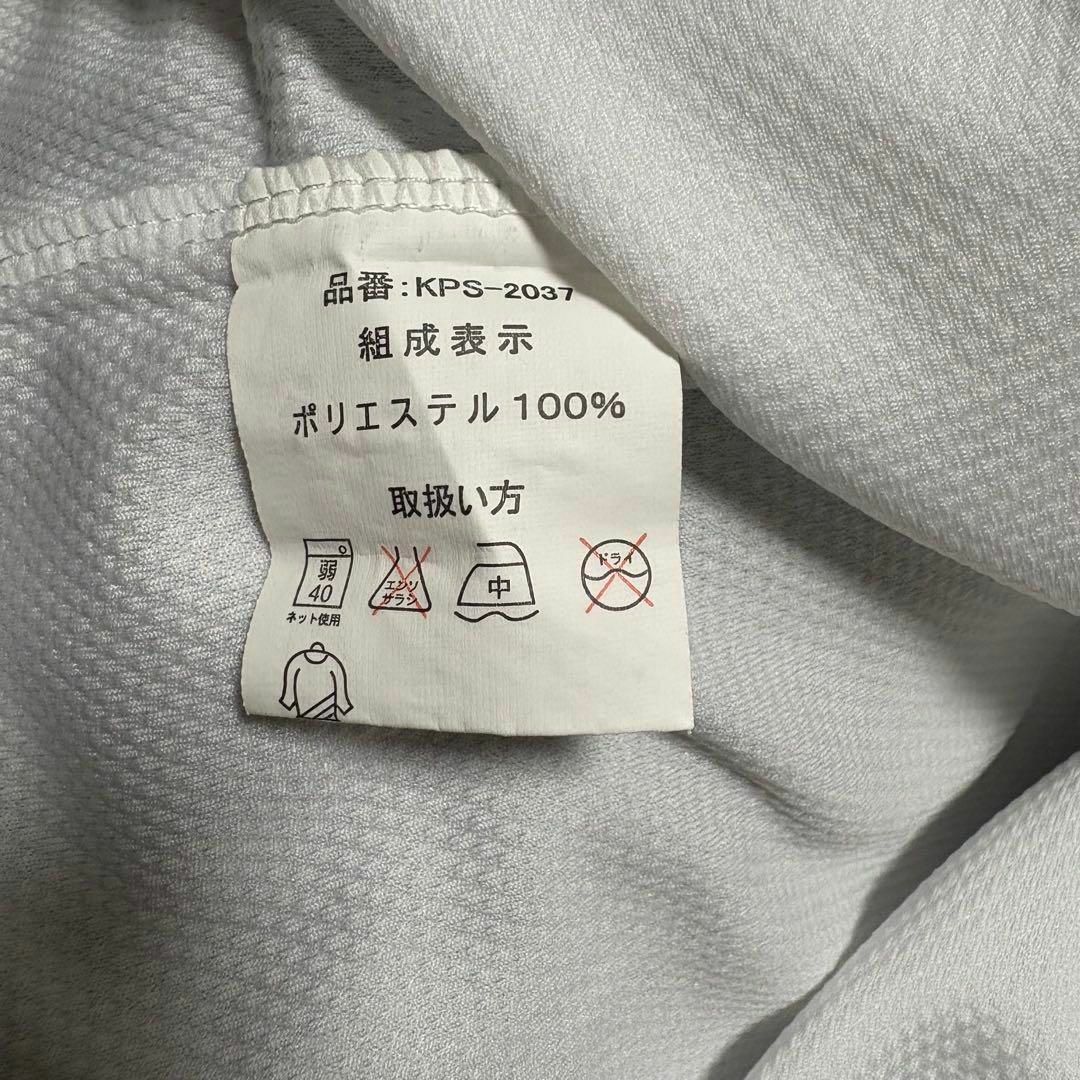 品番:KPS-2037
組成表示
ポリエステル100%
取扱い方
弱
40
ネット使用
エンソ
サラシ
中
ドライ